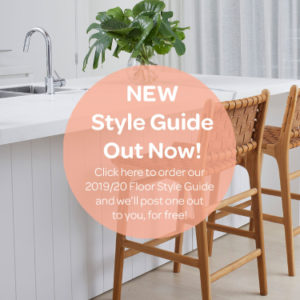 NEW
Style Guide
Out Now!
Click here to order our
2019/20 Floor Style Guide
and we'll post one out
to you, for free!